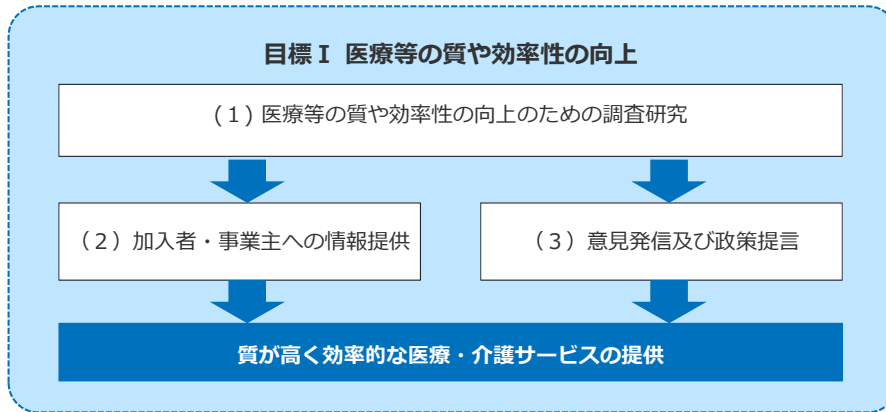 目標Ⅰ 医療等の質や効率性の向上
(１)医療等の質や効率性の向上のための調査研究
（２）加入者・事業主への情報提供
（３）意見発信及び政策提言
質が高く効率的な医療・介護サービスの提供